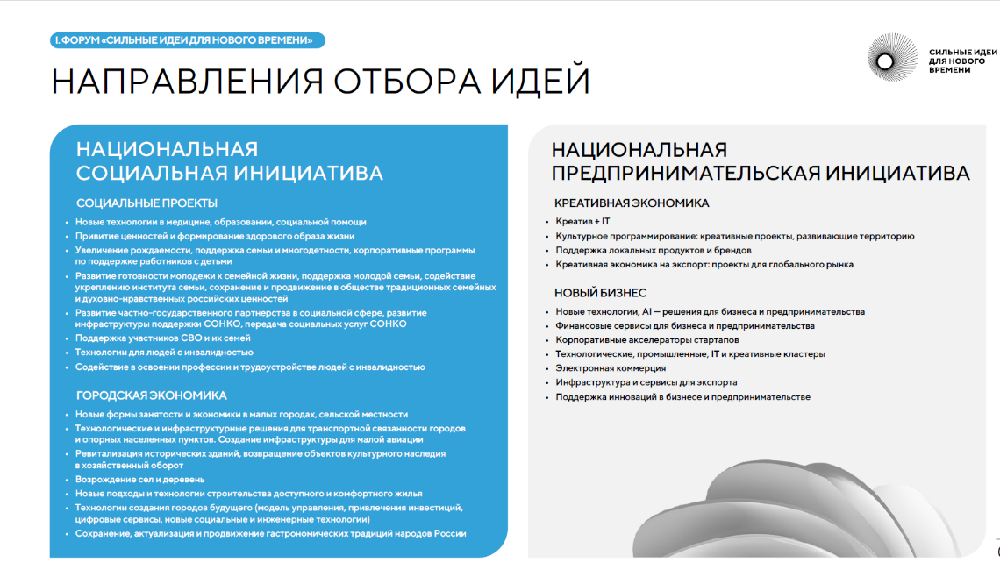 I. ФОРУМ «СИЛЬНЫЕ ИДЕИ ДЛЯ НОВОГО ВРЕМЕНИ»
НАПРАВЛЕНИЯ ОТБОРА ИДЕЙ
СИЛЬНЫЕ ИДЕИ
ДЛЯ НОВОГО
ВРЕМЕНИ
НАЦИОНАЛЬНАЯ
СОЦИАЛЬНАЯ ИНИЦИАТИВА
СОЦИАЛЬНЫЕ ПРОЕКТЫ
• Новые технологии в медицине, образовании, социальной помощи
• Привитие ценностей и формирование здорового образа жизни
• Увеличение рождаемости, поддержка семьи и многодетности, корпоративные программы
по поддержке работников с детьми
• Развитие готовности молодежи к семейной жизни, поддержка молодой семьи, содействие
укреплению института семьи, сохранение и продвижение в обществе традиционных семейных
и духовно-нравственных российских ценностей
• Развитие частно-государственного партнерства в социальной сфере, развитие
инфраструктуры поддержки СОНКО, передача социальных услуг СОНКО
• Поддержка участников СВО и их семей
• Технологии для людей с инвалидностью
• Содействие в освоении профессии и трудоустройстве людей с инвалидностью
ГОРОДСКАЯ ЭКОНОМИКА
• Новые формы занятости и экономики в малых городах, сельской местности
• Технологические и инфраструктурные решения для транспортной связанности городов
и опорных населенных пунктов. Создание инфраструктуры для малой авиации
• Ревитализация исторических зданий, возвращение объектов культурного наследия
в хозяйственный оборот
• Возрождение сел и деревень
• Новые подходы и технологии строительства доступного и комфортного жилья
• Технологии создания городов будущего (модель управления, привлечения инвестиций,
цифровые сервисы, новые социальные и инженерные технологии)
• Сохранение, актуализация и продвижение гастрономических традиций народов России
НАЦИОНАЛЬНАЯ
ПРЕДПРИНИМАТЕЛЬСКАЯ ИНИЦИАТИВА
КРЕАТИВНАЯ ЭКОНОМИКА
• Креатив + IT
• Культурное программирование: креативные проекты, развивающие территорию
• Поддержка локальных продуктов и брендов
• Креативная экономика на экспорт: проекты для глобального рынка
НОВЫЙ БИЗНЕС
• Новые технологии, AI — решения для бизнеса и предпринимательства
• Финансовые сервисы для бизнеса и предпринимательства
• Корпоративные акселераторы стартапов
• Технологические, промышленные, IT и креативные кластеры
• Электронная коммерция
• Инфраструктура и сервисы для экспорта
• Поддержка инноваций в бизнесе и предпринимательстве